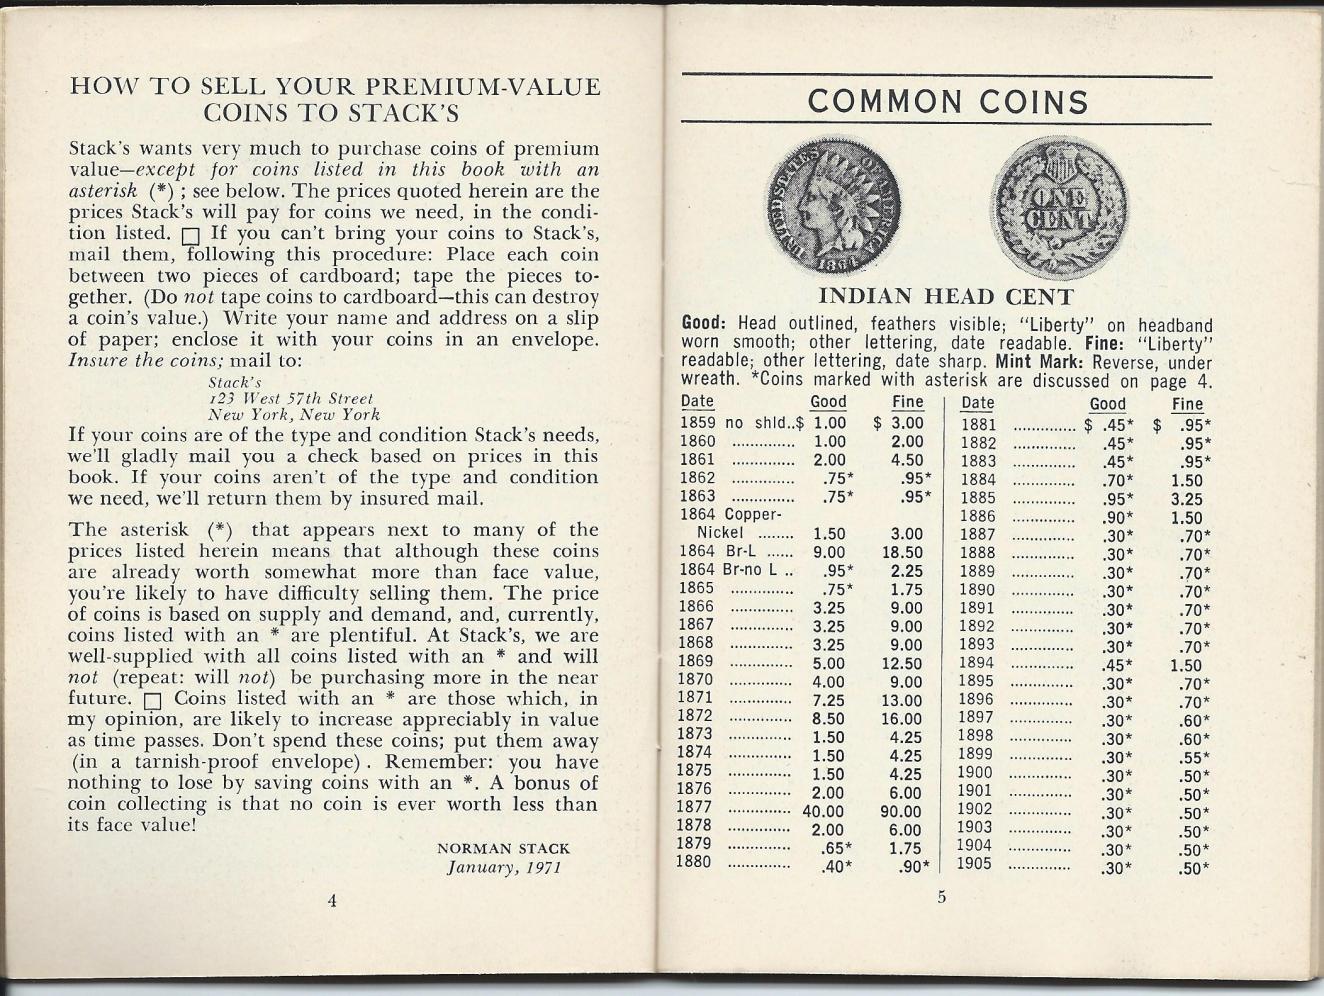 HOW TO SELL YOUR PREMIUM-VALUE
COINS TO STACK'S
Stack's wants very much to purchase coins of premium
value—except for coins listed in this book with an
asterisk (*) ; see below. The prices quoted herein are the
prices Stack's will pay for coins we need, in the condi-
tion listed. □ If you can't bring your coins to Stack's,
mail them, following this procedure: Place each coin
between two pieces of cardboard; tape the pieces to-
gether. (Do not tape coins to cardboard—this can destroy
a coin's value.) Write your name and address on a slip
of paper; enclose it with your coins in an envelope.
Insure the coins; mail to:
Stack's
123 West 57th Street
New York, New York
If your coins are of the type and condition Stack's needs,
we'll gladly mail you a check based on prices in this
book. If your coins aren't of the type and condition
we need, we'll return them by insured mail.
The asterisk (*) that appears next to many of the
prices listed herein means that although these coins
are already worth somewhat more than face value,
you're likely to have difficulty selling them. The price
of coins is based on supply and demand, and, currently,
coins listed with an * are plentiful. At Stack's, we are
well-supplied with all coins listed with an * and will
not (repeat: will not) be purchasing more in the near
future. □ Coins listed with an * are those which, in
my opinion, are likely to increase appreciably in value
as time passes. Don't spend these coins; put them away
(in a tarnish-proof envelope). Remember: you have
nothing to lose by saving coins with an *. A bonus of
coin collecting is that no coin is ever worth less than
its face value!
NORMAN STACK
January, 1971
4
COMMON COINS
UNITED STATES OF AMERICA
1864
ONE
CENT
INDIAN HEAD CENT
Good: Head outlined, feathers visible; "Liberty" on headband
worn smooth; other lettering, date readable. Fine: "Liberty"
readable; other lettering, date sharp. Mint Mark: Reverse, under
wreath. *Coins marked with asterisk are discussed on page 4.
Date Good Fine
1859 no shld..$ 1.00 $ 3.00
1860 .............. 1.00 2.00
1861 .............. 2.00 4.50
1862 .............. .75* .95*
1863 .............. .75* .95*
1864 Copper-
Nickel ........ 1.50 3.00
1864 Br-L ...... 9.00 18.50
1864 Br-no L .. .95* 2.25
1865 .............. .75* 1.75
1866 .............. 3.25 9.00
1867 .............. 3.25 9.00
1868 .............. 3.25 9.00
1869 .............. 5.00 12.50
1870 .............. 4.00 9.00
1871 .............. 7.25 13.00
1872 .............. 8.50 16.00
1873 .............. 1.50 4.25
1874 .............. 1.50 4.25
1875 .............. 1.50 4.25
1876 .............. 2.00 6.00
1877 .............. 40.00 90.00
1878 .............. 2.00 6.00
1879 .............. .65* 1.75
1880 .............. .40* .90*
Date Good Fine
1881 .............. $ .45* $ .95*
1882 .............. .45* .95*
1883 .............. .45* .95*
1884 .............. .70* 1.50
1885 .............. .95* 3.25
1886 .............. .90* 1.50
1887 .............. .30* .70*
1888 .............. .30* .70*
1889 .............. .30* .70*
1890 .............. .30* .70*
1891 .............. .30* .70*
1892 .............. .30* .70*
1893 .............. .30* .70*
1894 .............. .45* 1.50
1895 .............. .30* .70*
1896 .............. .30* .70*
1897 .............. .30* .60*
1898 .............. .30* .60*
1899 .............. .30* .55*
1900 .............. .30* .50*
1901 .............. .30* .50*
1902 .............. .30* .50*
1903 .............. .30* .50*
1904 .............. .30* .50*
1905 .............. .30* .50*
5